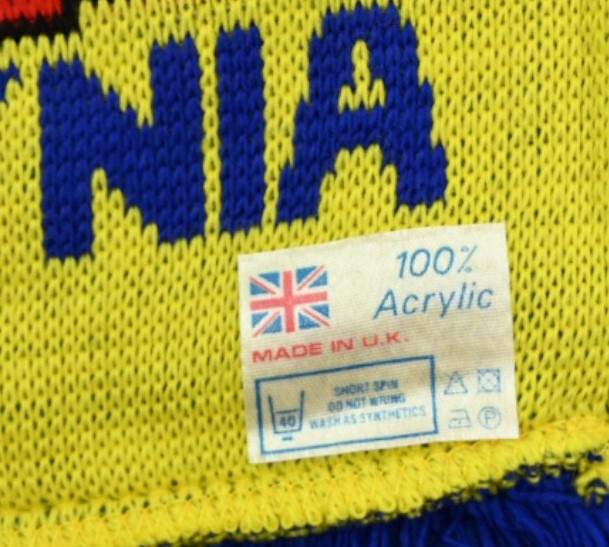 NIA
100%
Acrylic
MADE IN U.K.
40
SHORT SPIN
DO NOT WRING
WASH AS SYNTHETICS
P